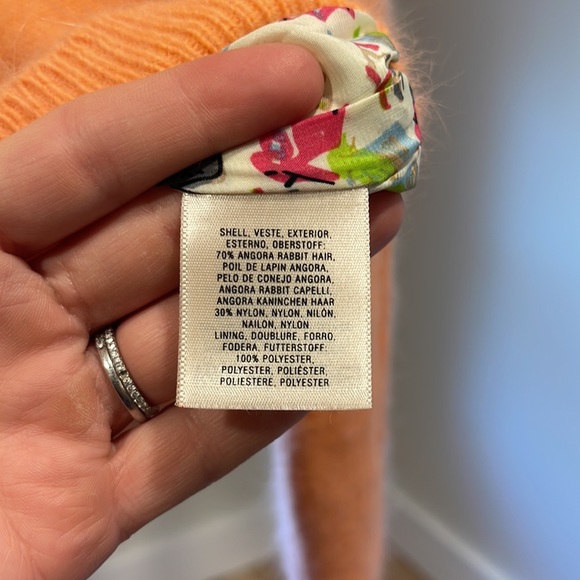 SHELL, VESTE, EXTERIOR,
ESTERNO, OBERSTOFF:
70% ANGORA RABBIT HAIR,
POIL DE LAPIN ANGORA,
PELO DE CONEJO ANGORA,
ANGORA RABBIT CAPELLI,
ANGORA KANINCHEN HAAR
30% NYLON, NYLON, NILÓN,
NAILON, NYLON
LINING, DOUBLURE, FORRO,
FODERA, FUTTERSTOFF:
100% POLYESTER,
POLYESTER, POLIÉSTER,
POLIESTERE, POLYESTER